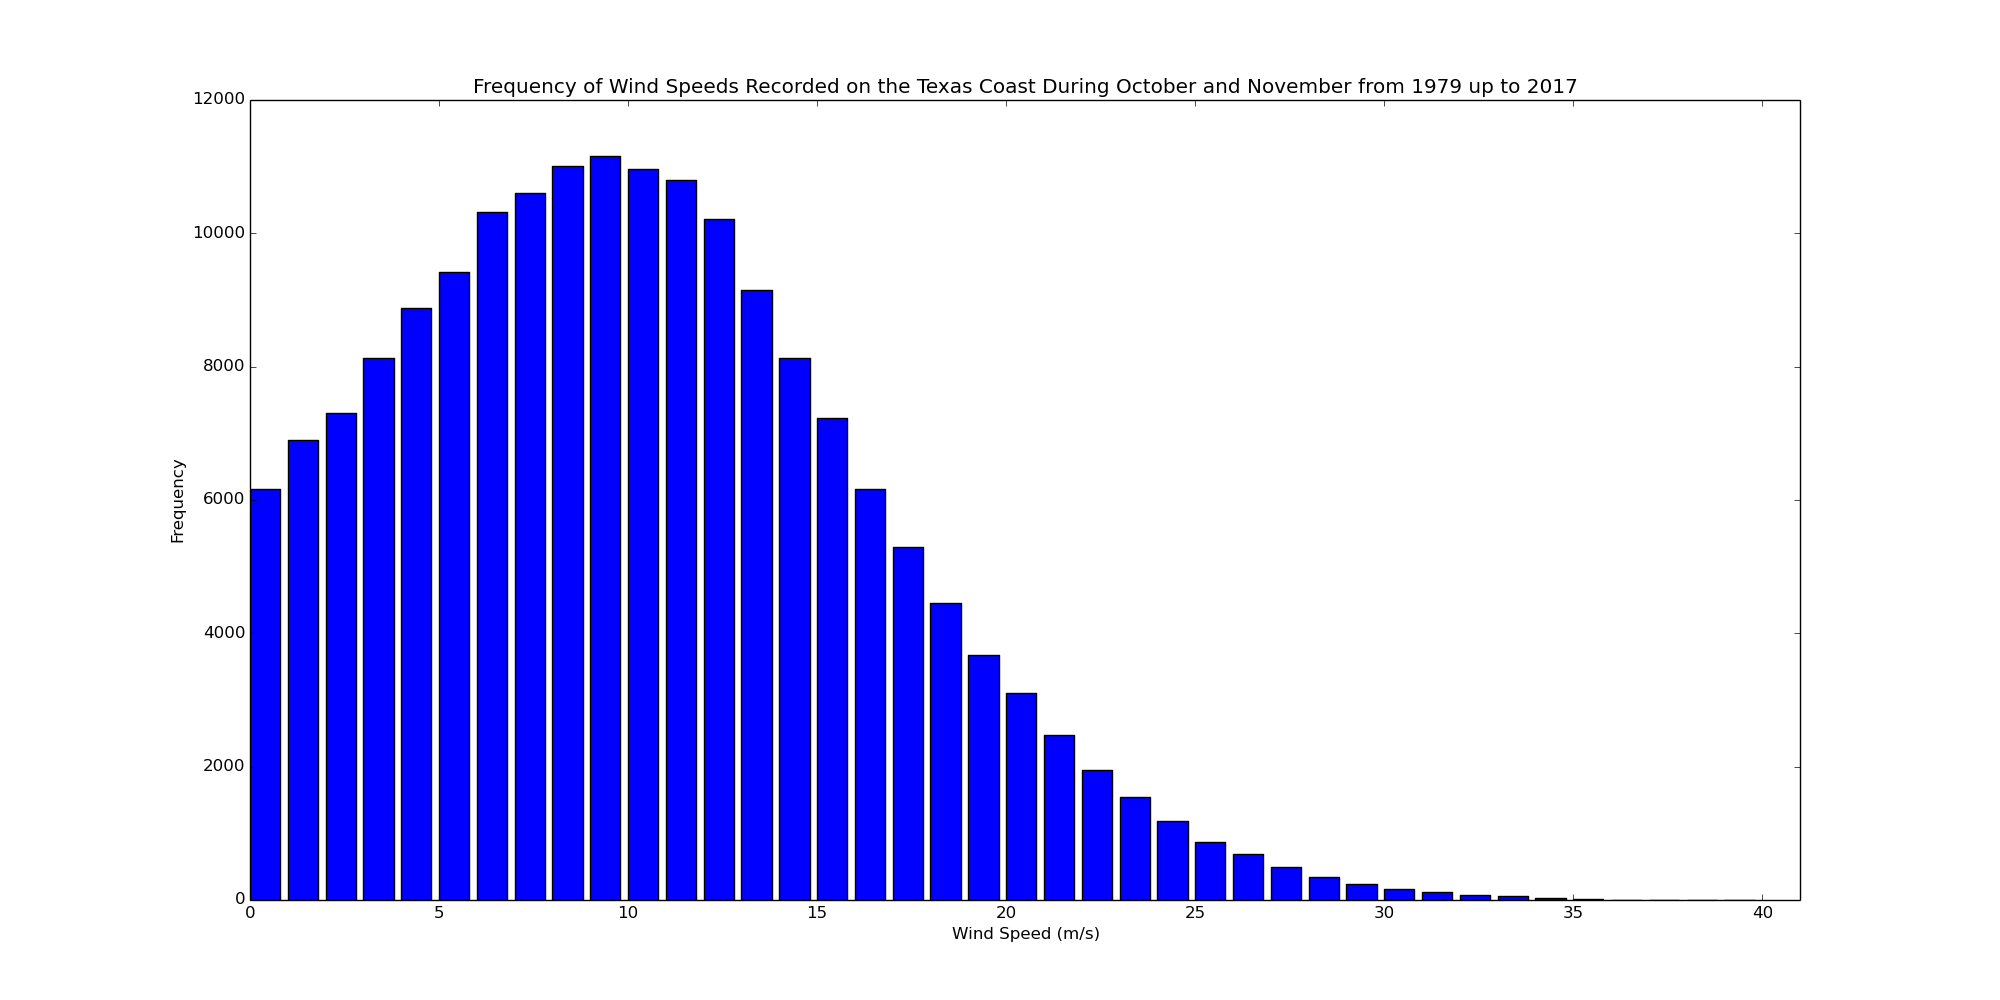 Frequency of Wind Speeds Recorded on the Texas Coast During October and November from 1979 up to 2017
12000
10000
8000
6000
4000
2000
0
Frequency
0 5 10 15 20 25 30 35 40
Wind Speed (m/s)